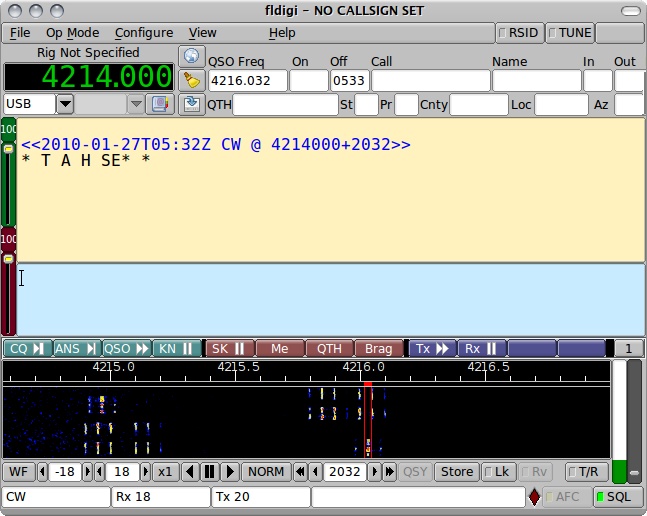 fldigi – NO CALLSIGN SET
File Op Mode Configure View Help RSID TUNE
Rig Not Specified
4214.000
QSO Freq On Off Call Name In Out
4216.032 0533
USB QTH St Pr Cnty Loc Az
100
<<2010-01-27T05:32Z CW @ 4214000+2032>>
* T A H SE* *
100
CQ ANS QSO KN SK Me QTH Brag Tx Rx 1
4215.0 4215.5 4216.0 4216.5
WF -18 18 x1 NORM 2032 QSY Store Lk Rv T/R
CW Rx 18 Tx 20 AFC SQL